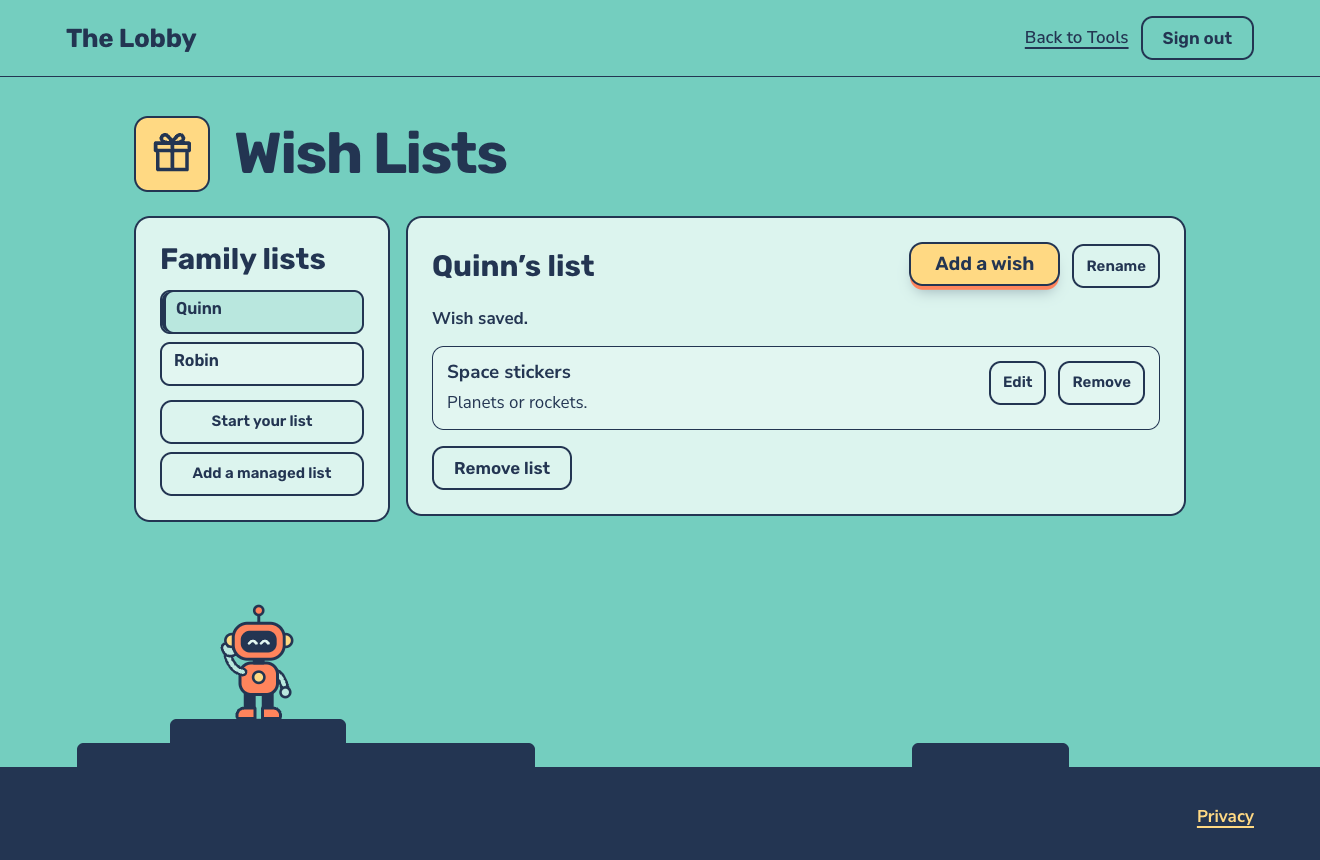 The Lobby
Back to Tools
Sign out
Wish Lists
Family lists
Quinn
Robin
Start your list
Add a managed list
Quinn’s list
Add a wish
Rename
Wish saved.
Space stickers
Planets or rockets.
Edit
Remove
Remove list
Privacy